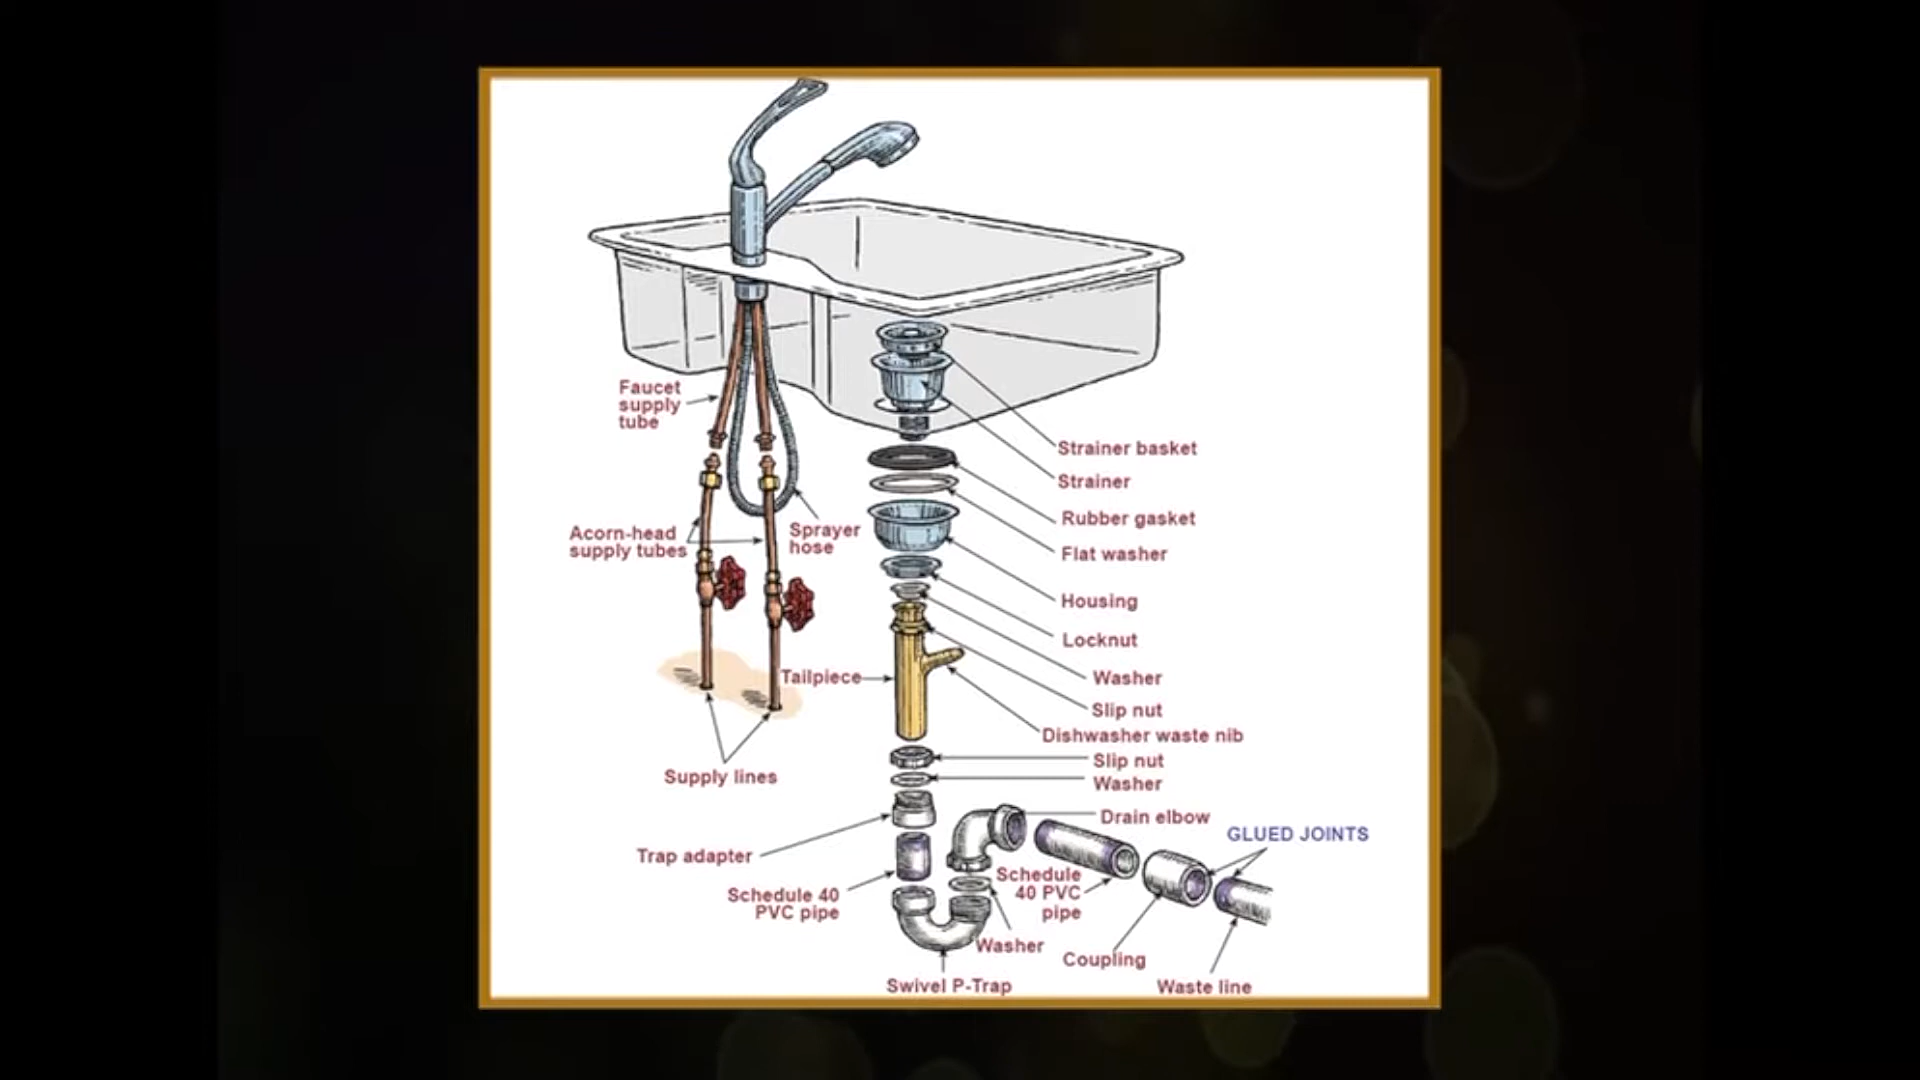 Faucet
supply
tube
Strainer basket
Strainer
Rubber gasket
Acorn-head
supply tubes
Sprayer
hose
Flat washer
Housing
Locknut
Tailpiece
Washer
Slip nut
Dishwasher waste nib
Slip nut
Supply lines
Washer
Drain elbow
GLUED JOINTS
Trap adapter
Schedule
40 PVC
pipe
Schedule 40
PVC pipe
Washer
Coupling
Swivel P-Trap
Waste line